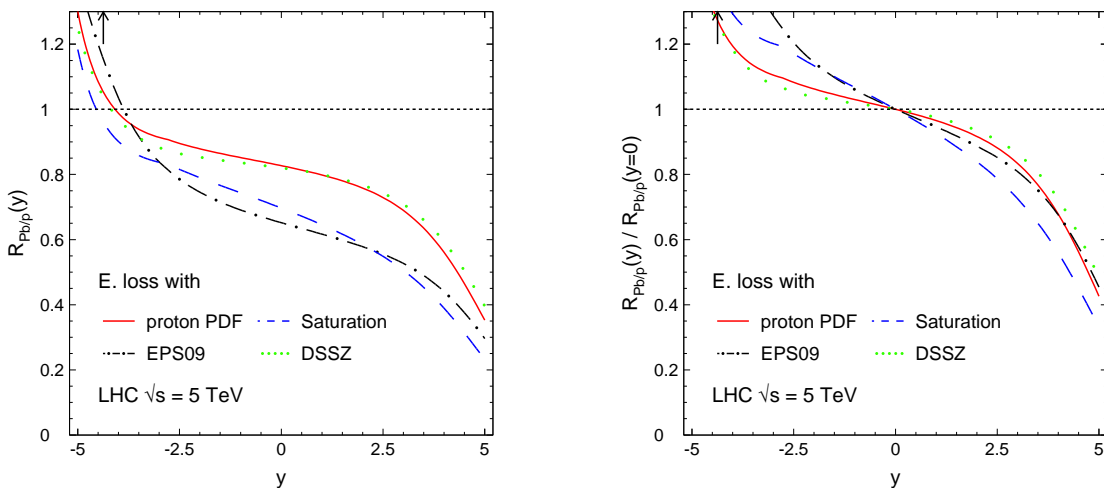 R_Pb/p(y)
1.2
1
0.8
0.6
0.4
0.2
0
E. loss with
proton PDF
Saturation
EPS09
DSSZ
LHC √s = 5 TeV
-5
-2.5
0
2.5
5
y
R_Pb/p(y) / R_Pb/p(y=0)
1.2
1
0.8
0.6
0.4
0.2
0
E. loss with
proton PDF
Saturation
EPS09
DSSZ
LHC √s = 5 TeV
-5
-2.5
0
2.5
5
y